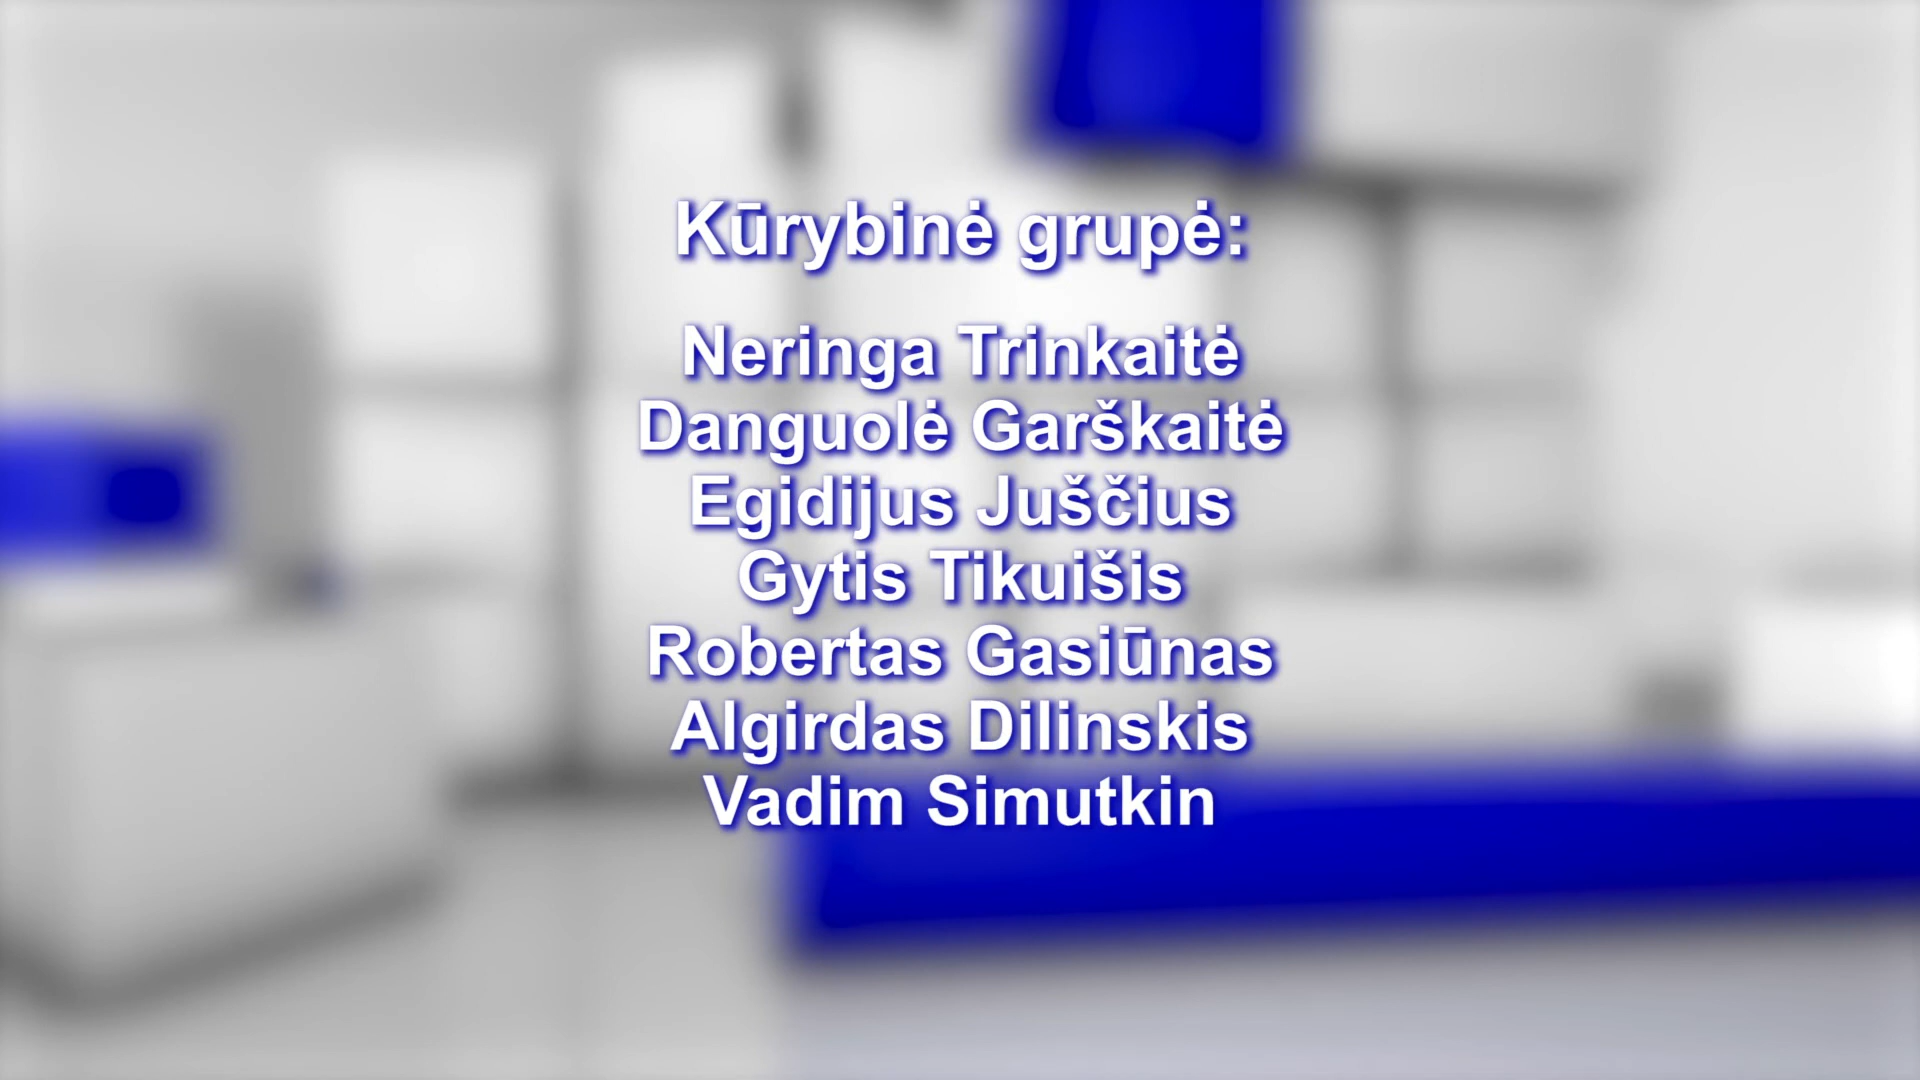 Kūrybinė grupė:
Neringa Trinkaitė
Danguolė Garškaitė
Egidijus Juščius
Gytis Tikuišis
Robertas Gasiūnas
Algirdas Dilinskis
Vadim Simutkin